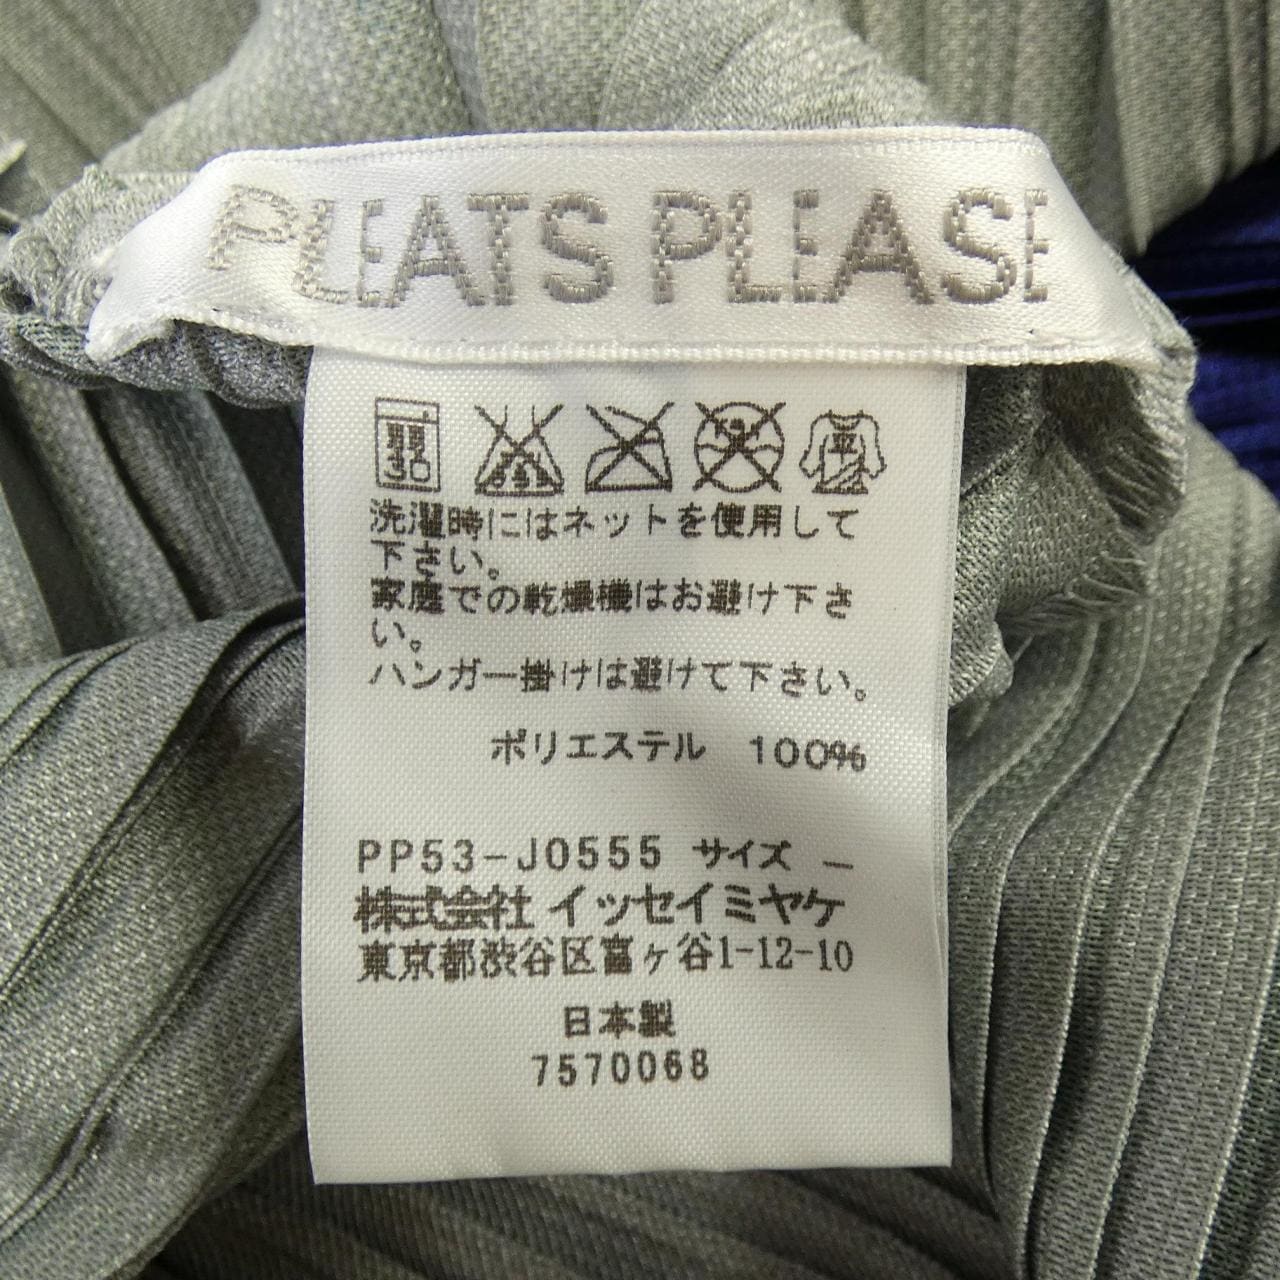 PLEATS PLEASE
洗濯時にはネットを使用して
下さい。
家庭での乾燥機はお避け下さ
い。
ハンガー掛けは避けて下さい。
ポリエステル 100%
PP53-J0555 サイズ －
株式会社 イッセイミヤケ
東京都渋谷区富ヶ谷1-12-10
日本製
7570068